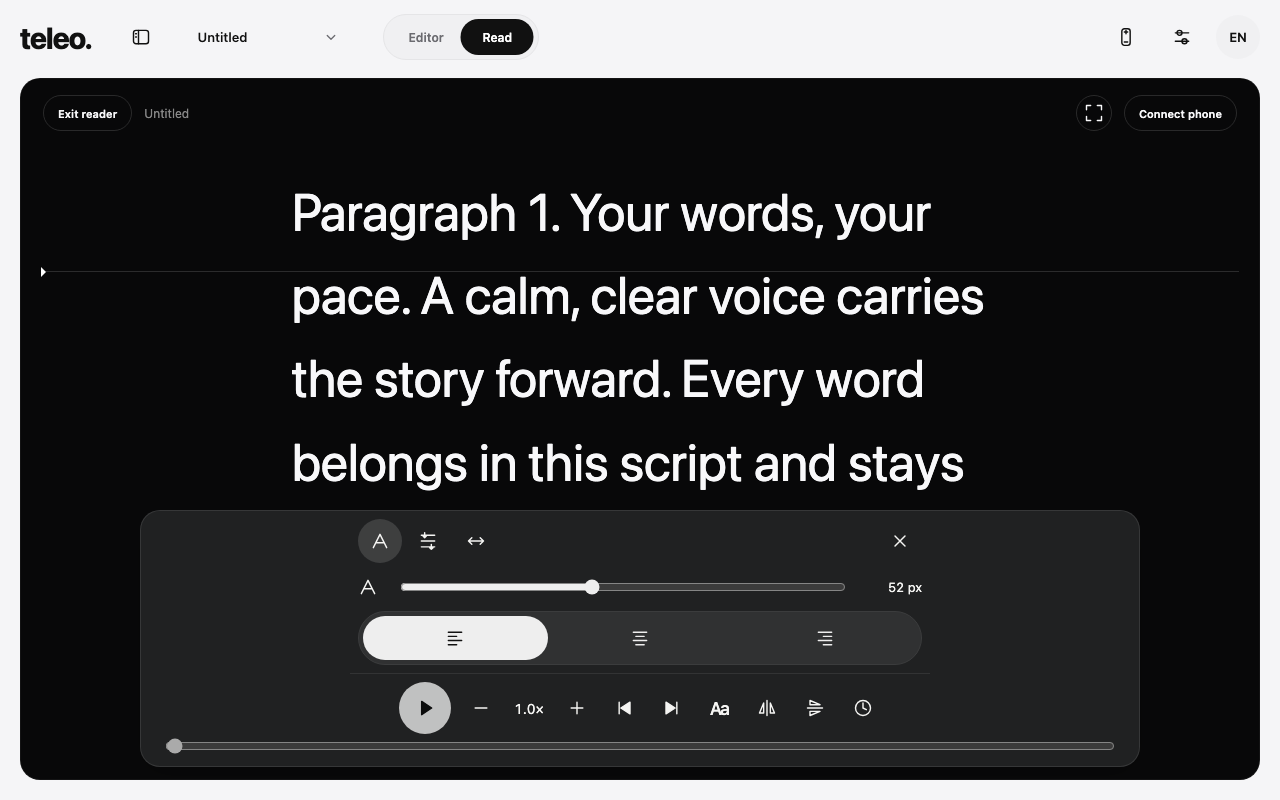 teleo.
Untitled
Editor
Read
EN
Exit reader
Untitled
Connect phone
Paragraph 1. Your words, your
pace. A calm, clear voice carries
the story forward. Every word
belongs in this script and stays
52 px
1.0×
Aa